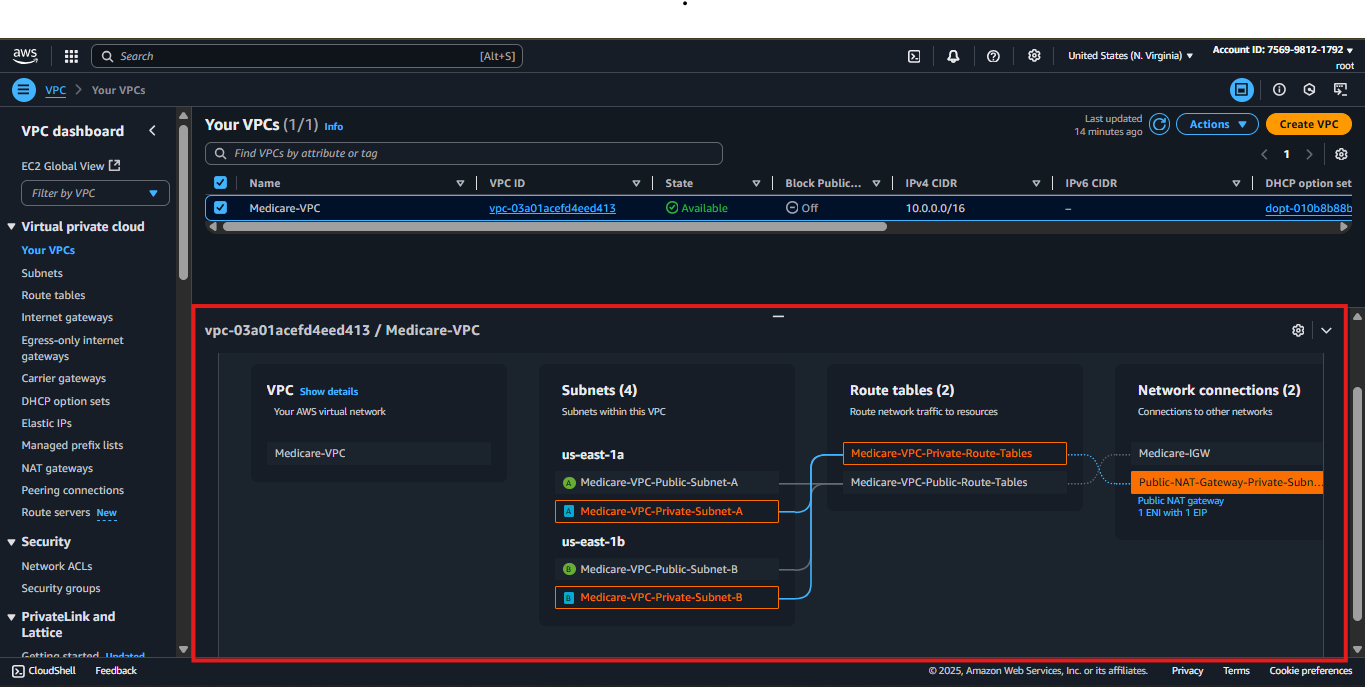 aws
Search [Alt+S]
United States (N. Virginia)
Account ID: 7569-9812-1792
root
VPC > Your VPCs
VPC dashboard
EC2 Global View
Filter by VPC
Virtual private cloud
Your VPCs
Subnets
Route tables
Internet gateways
Egress-only internet
gateways
Carrier gateways
DHCP option sets
Elastic IPs
Managed prefix lists
NAT gateways
Peering connections
Route servers New
Security
Network ACLs
Security groups
PrivateLink and
Lattice
Getting started Updated
Your VPCs (1/1) Info
Last updated
14 minutes ago
Actions
Create VPC
Find VPCs by attribute or tag
1
Name VPC ID State Block Public... IPv4 CIDR IPv6 CIDR DHCP option set
Medicare-VPC vpc-03a01acefd4eed413 Available Off 10.0.0.0/16 – dopt-010b8b88b
vpc-03a01acefd4eed413 / Medicare-VPC
VPC Show details
Your AWS virtual network
Medicare-VPC
Subnets (4)
Subnets within this VPC
us-east-1a
A Medicare-VPC-Public-Subnet-A
A Medicare-VPC-Private-Subnet-A
us-east-1b
B Medicare-VPC-Public-Subnet-B
B Medicare-VPC-Private-Subnet-B
Route tables (2)
Route network traffic to resources
Medicare-VPC-Private-Route-Tables
Medicare-VPC-Public-Route-Tables
Network connections (2)
Connections to other networks
Medicare-IGW
Public-NAT-Gateway-Private-Subn...
Public NAT gateway
1 ENI with 1 EIP
CloudShell Feedback
© 2025, Amazon Web Services, Inc. or its affiliates. Privacy Terms Cookie preferences